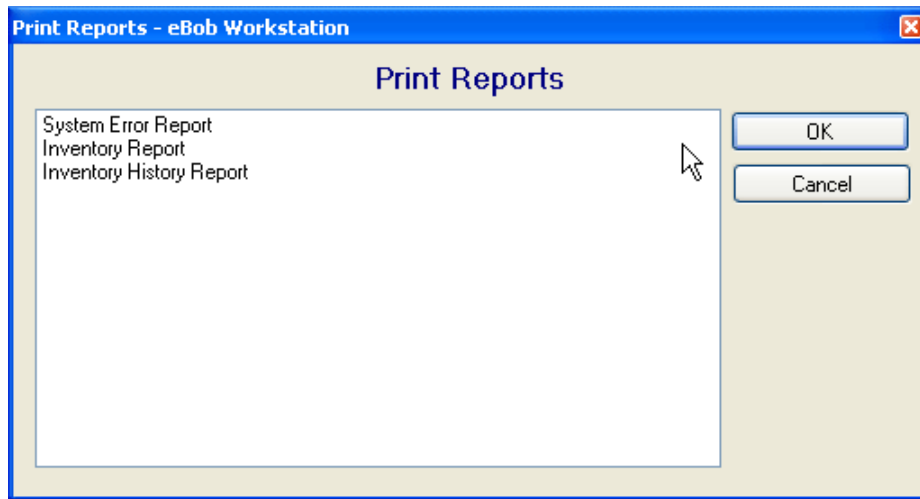 Print Reports - eBob Workstation
Print Reports
System Error Report
Inventory Report
Inventory History Report
OK
Cancel